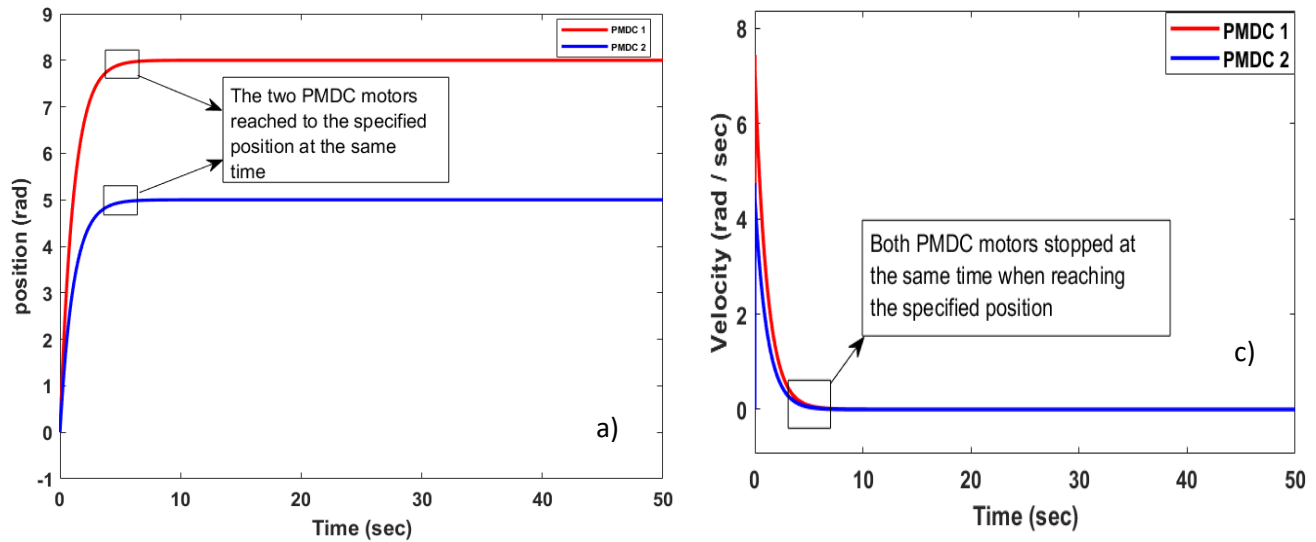 9
8
7
6
5
4
3
2
1
0
-1
position (rad)
PMDC 1
PMDC 2
The two PMDC motors
reached to the specified
position at the same
time
a)
0
10
20
30
40
50
Time (sec)
8
6
4
2
0
Velocity (rad / sec)
PMDC 1
PMDC 2
Both PMDC motors stopped at
the same time when reaching
the specified position
c)
0
10
20
30
40
50
Time (sec)